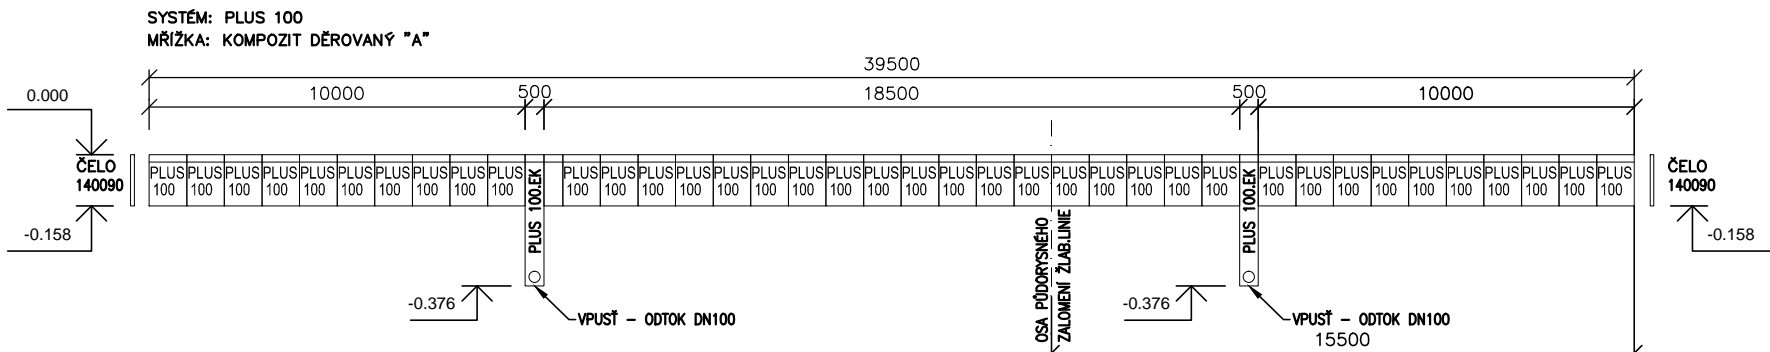 SYSTÉM: PLUS 100
MŘÍŽKA: KOMPOZIT DĚROVANÝ "A"
39500
0.000
10000
500
18500
500
10000
ČELO
140090
PLUS PLUS PLUS PLUS PLUS PLUS PLUS PLUS PLUS PLUS
100 100 100 100 100 100 100 100 100 100
PLUS 100.EK
PLUS PLUS PLUS PLUS PLUS PLUS PLUS PLUS PLUS PLUS PLUS PLUS PLUS PLUS PLUS PLUS PLUS PLUS
100 100 100 100 100 100 100 100 100 100 100 100 100 100 100 100 100 100
PLUS 100.EK
PLUS PLUS PLUS PLUS PLUS PLUS PLUS PLUS PLUS PLUS
100 100 100 100 100 100 100 100 100 100
ČELO
140090
-0.158
-0.158
OSA PŮDORYSNÉHO
ZALOMENÍ ŽLAB.LINIE
-0.376
VPUSŤ - ODTOK DN100
-0.376
VPUSŤ - ODTOK DN100
15500